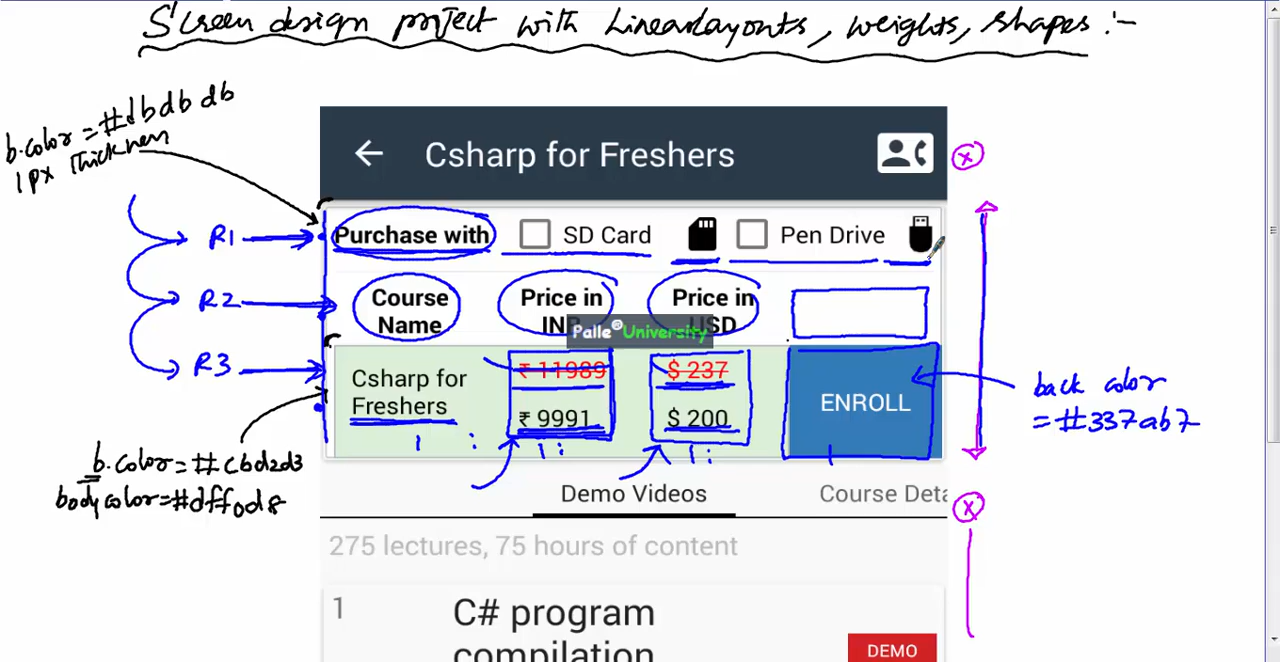 Screen design project with LinearLayouts, weights, shapes :-
b.color = #dbdbdb
1px Thickness
Csharp for Freshers
R1
Purchase with SD Card Pen Drive
R2
Course Name
Price in INR
Price in USD
Palle University
R3
Csharp for Freshers
₹ 11989
₹ 9991
$ 237
$ 200
ENROLL
back color
= #337ab7
b.color = #cbd2d3
body color = #dff0d8
Demo Videos
Course Deta
275 lectures, 75 hours of content
1
C# program
compilation
DEMO